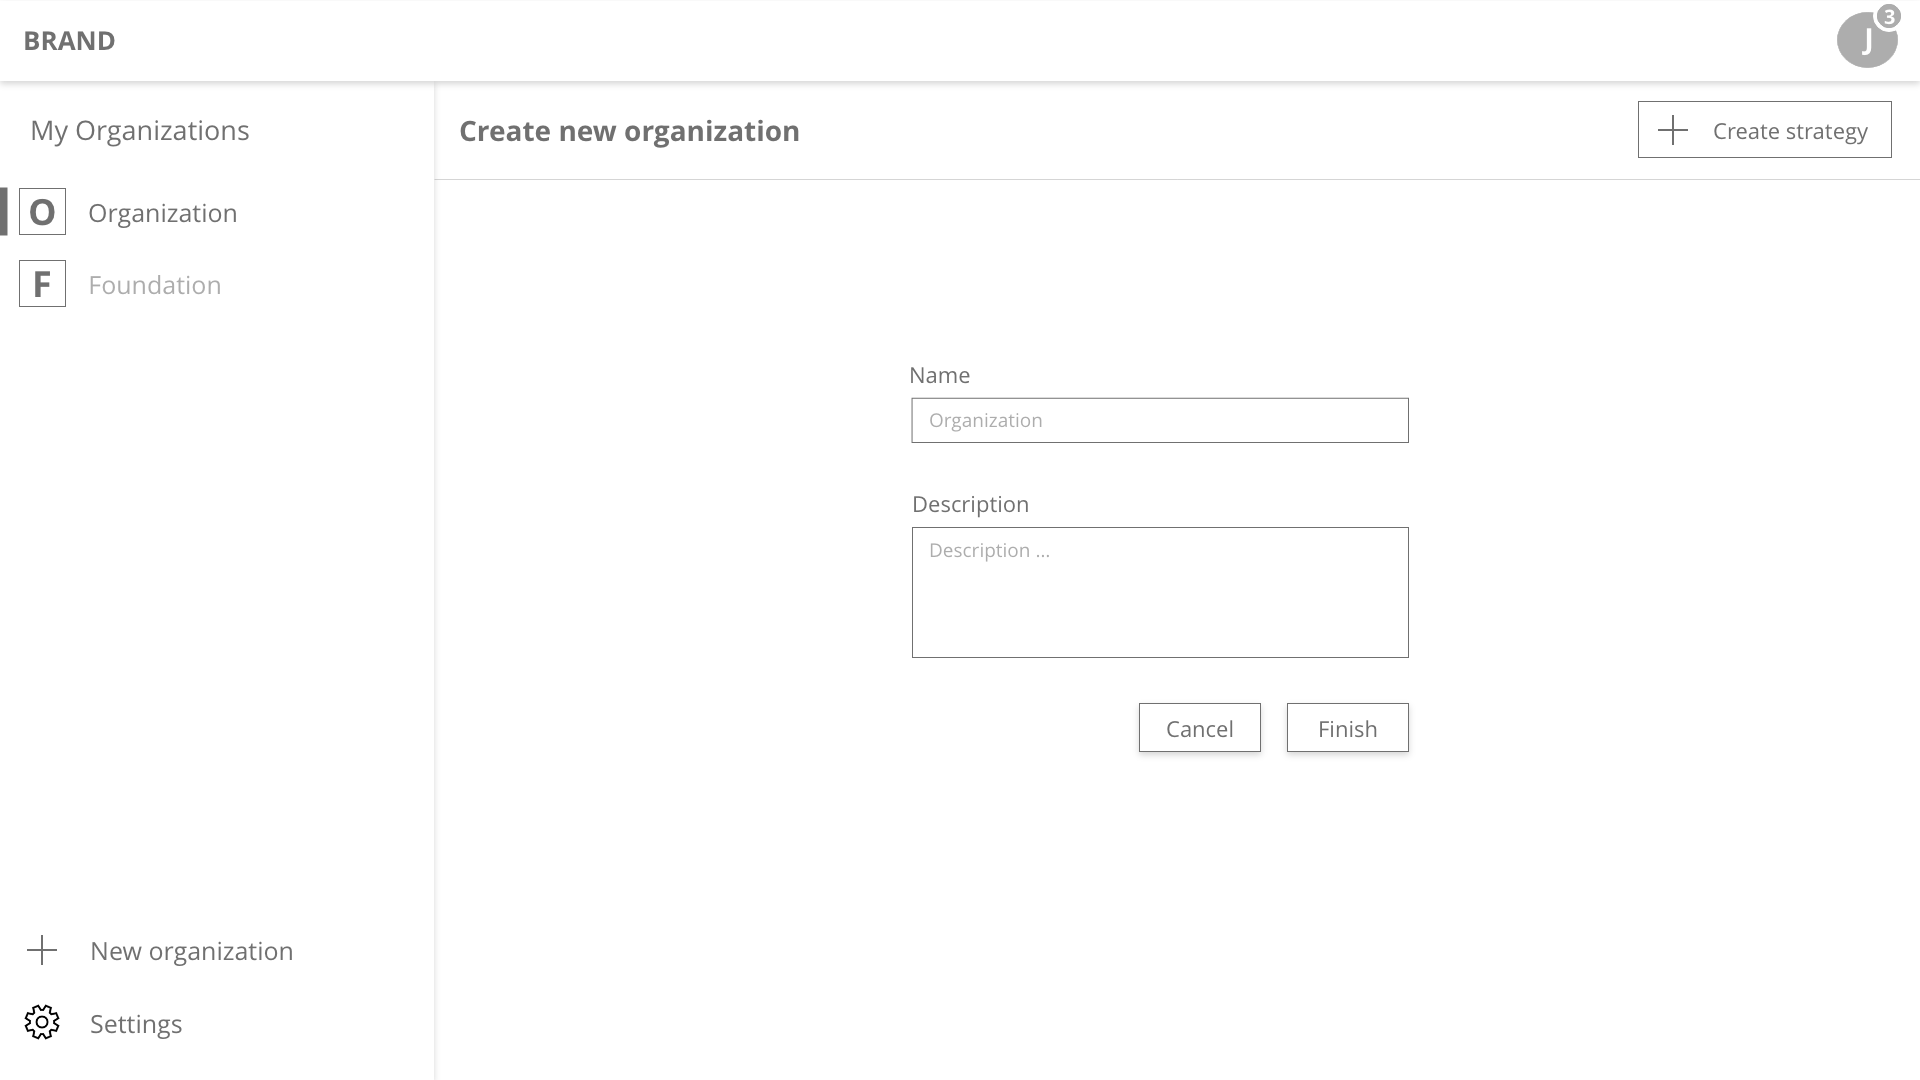 BRAND
3
J
My Organizations
Create new organization
Create strategy
O Organization
F Foundation
Name
Organization
Description
Description ...
Cancel
Finish
New organization
Settings